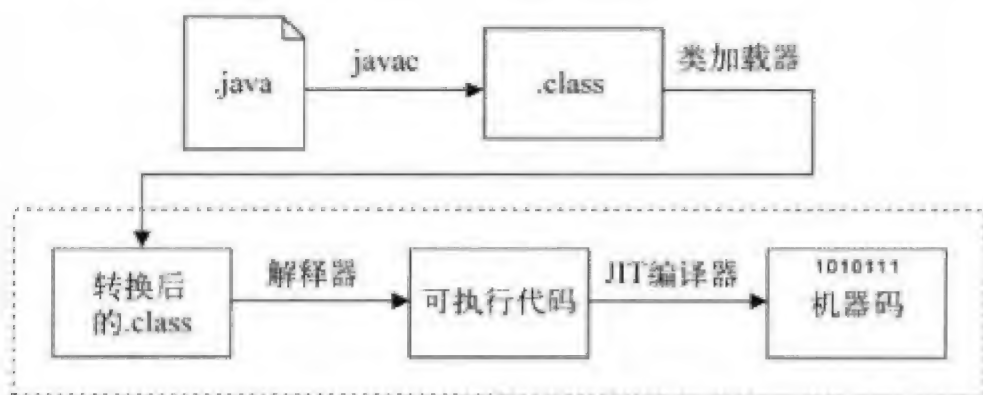 .java
javac
.class
类加载器
转换后
的.class
解释器
可执行代码
JIT编译器
1010111
机器码